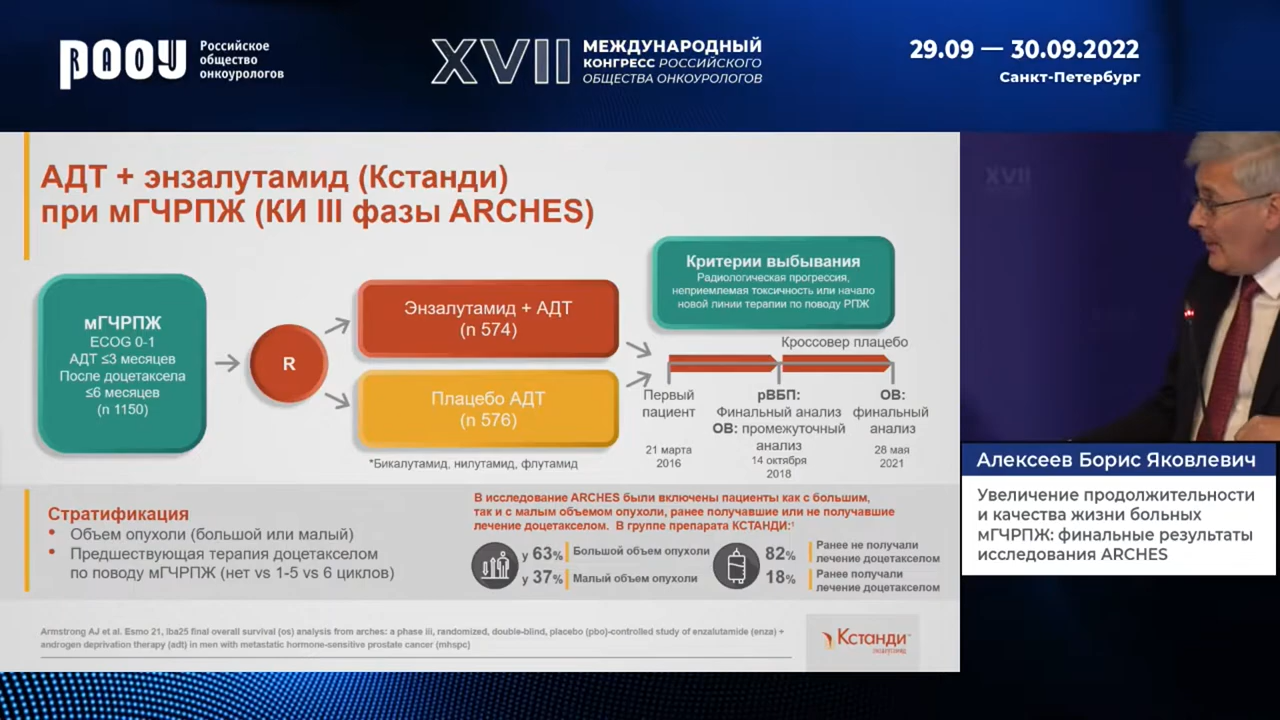 РАОУ
Российское
общество
онкоурологов
XVII
МЕЖДУНАРОДНЫЙ
КОНГРЕСС РОССИЙСКОГО
ОБЩЕСТВА ОНКОУРОЛОГОВ
29.09 — 30.09.2022
Санкт-Петербург
АДТ + энзалутамид (Кстанди)
при мГЧРПЖ (КИ III фазы ARCHES)
мГЧРПЖ
ECOG 0-1
АДТ ≤3 месяцев
После доцетаксела
≤6 месяцев
(n 1150)
R
Энзалутамид + АДТ
(n 574)
Плацебо АДТ
(n 576)
*Бикалутамид, нилутамид, флутамид
Критерии выбывания
Радиологическая прогрессия,
неприемлемая токсичность или начало
новой линии терапии по поводу РПЖ
Кроссовер плацебо
Первый
пациент
21 марта
2016
рВБП:
Финальный анализ
ОВ: промежуточный
анализ
14 октября
2018
ОВ:
финальный
анализ
28 мая
2021
Стратификация
• Объем опухоли (большой или малый)
• Предшествующая терапия доцетакселом
по поводу мГЧРПЖ (нет vs 1-5 vs 6 циклов)
В исследование ARCHES были включены пациенты как с большим,
так и с малым объемом опухоли, ранее получавшие или не получавшие
лечение доцетакселом. В группе препарата КСТАНДИ:¹
у 63% Большой объем опухоли
у 37% Малый объем опухоли
82% Ранее не получали
лечение доцетакселом
18% Ранее получали
лечение доцетакселом
Armstrong AJ et al. Esmo 21, lba25 final overall survival (os) analysis from arches: a phase iii, randomized, double-blind, placebo (pbo)-controlled study of enzalutamide (enza) +
androgen deprivation therapy (adt) in men with metastatic hormone-sensitive prostate cancer (mhspc)
Кстанди™
энзалутамид
XVII
Алексеев Борис Яковлевич
Увеличение продолжительности
и качества жизни больных
мГЧРПЖ: финальные результаты
исследования ARCHES